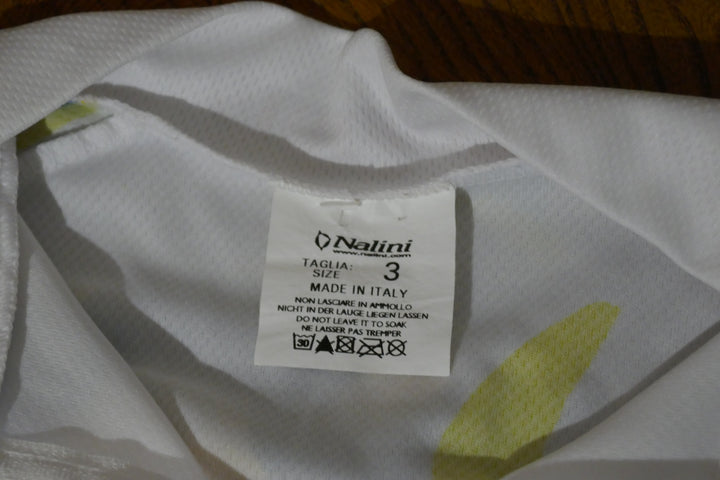 Nalini
www.nalini.com
TAGLIA: 3
SIZE
MADE IN ITALY
NON LASCIARE IN AMMOLLO
NICHT IN DER LAUGE LIEGEN LASSEN
DO NOT LEAVE IT TO SOAK
NE LAISSER PAS TREMPER
30